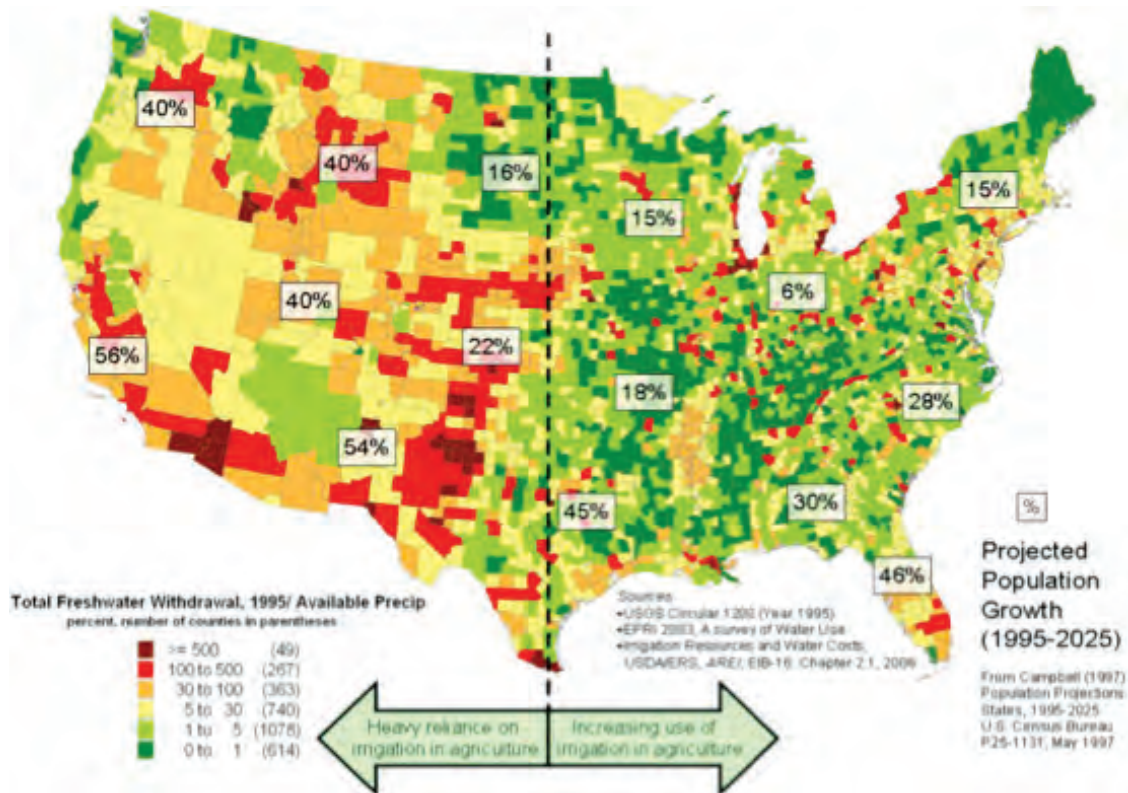 40%
40%
16%
15%
15%
40%
6%
56%
22%
18%
28%
54%
45%
30%
46%
%
Projected
Population
Growth
(1995-2025)
From Campbell (1997)
Population Projections
States, 1995-2025
U.S. Census Bureau
P25-1131, May 1997
Total Freshwater Withdrawal, 1995/ Available Precip
percent, number of counties in parentheses
>= 500 (49)
100 to 500 (267)
30 to 100 (363)
5 to 30 (740)
1 to 5 (1078)
0 to 1 (614)
Sources
•USGS Circular 1200 (Year 1995)
•EPRI 2003, A survey of Water Use
•Irrigation Resources and Water Costs,
USDA/ERS, AREI, EIB-16: Chapter 2.1, 2006
Heavy reliance on
irrigation in agriculture
Increasing use of
irrigation in agriculture